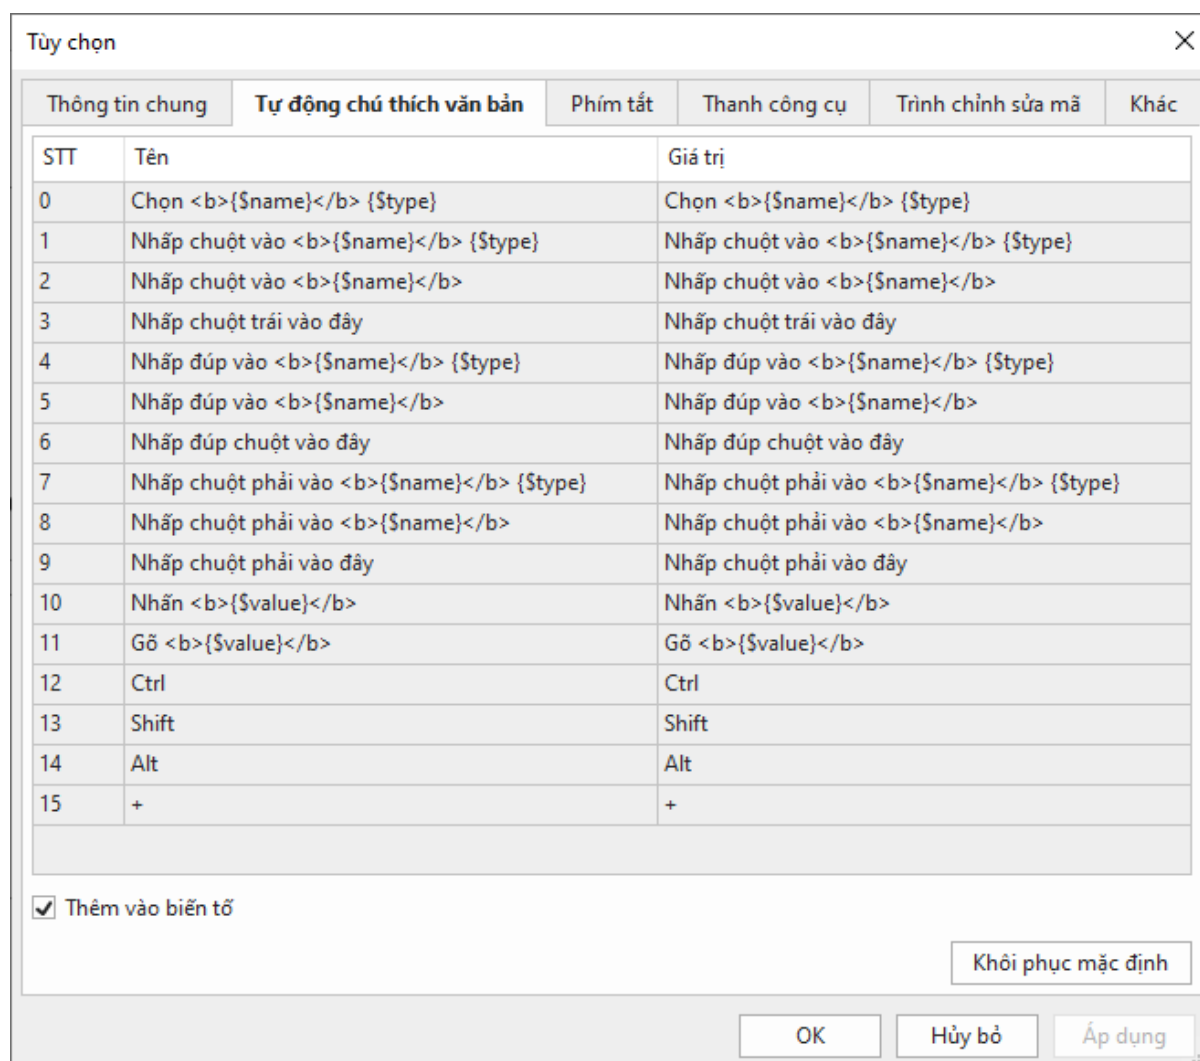 Tùy chọn
Thông tin chung Tự động chú thích văn bản Phím tắt Thanh công cụ Trình chỉnh sửa mã Khác
STT Tên Giá trị
0 Chọn <b>{$name}</b> {$type} Chọn <b>{$name}</b> {$type}
1 Nhấp chuột vào <b>{$name}</b> {$type} Nhấp chuột vào <b>{$name}</b> {$type}
2 Nhấp chuột vào <b>{$name}</b> Nhấp chuột vào <b>{$name}</b>
3 Nhấp chuột trái vào đây Nhấp chuột trái vào đây
4 Nhấp đúp vào <b>{$name}</b> {$type} Nhấp đúp vào <b>{$name}</b> {$type}
5 Nhấp đúp vào <b>{$name}</b> Nhấp đúp vào <b>{$name}</b>
6 Nhấp đúp chuột vào đây Nhấp đúp chuột vào đây
7 Nhấp chuột phải vào <b>{$name}</b> {$type} Nhấp chuột phải vào <b>{$name}</b> {$type}
8 Nhấp chuột phải vào <b>{$name}</b> Nhấp chuột phải vào <b>{$name}</b>
9 Nhấp chuột phải vào đây Nhấp chuột phải vào đây
10 Nhấn <b>{$value}</b> Nhấn <b>{$value}</b>
11 Gõ <b>{$value}</b> Gõ <b>{$value}</b>
12 Ctrl Ctrl
13 Shift Shift
14 Alt Alt
15 + +
Thêm vào biến tố
Khôi phục mặc định
OK Hủy bỏ Áp dụng